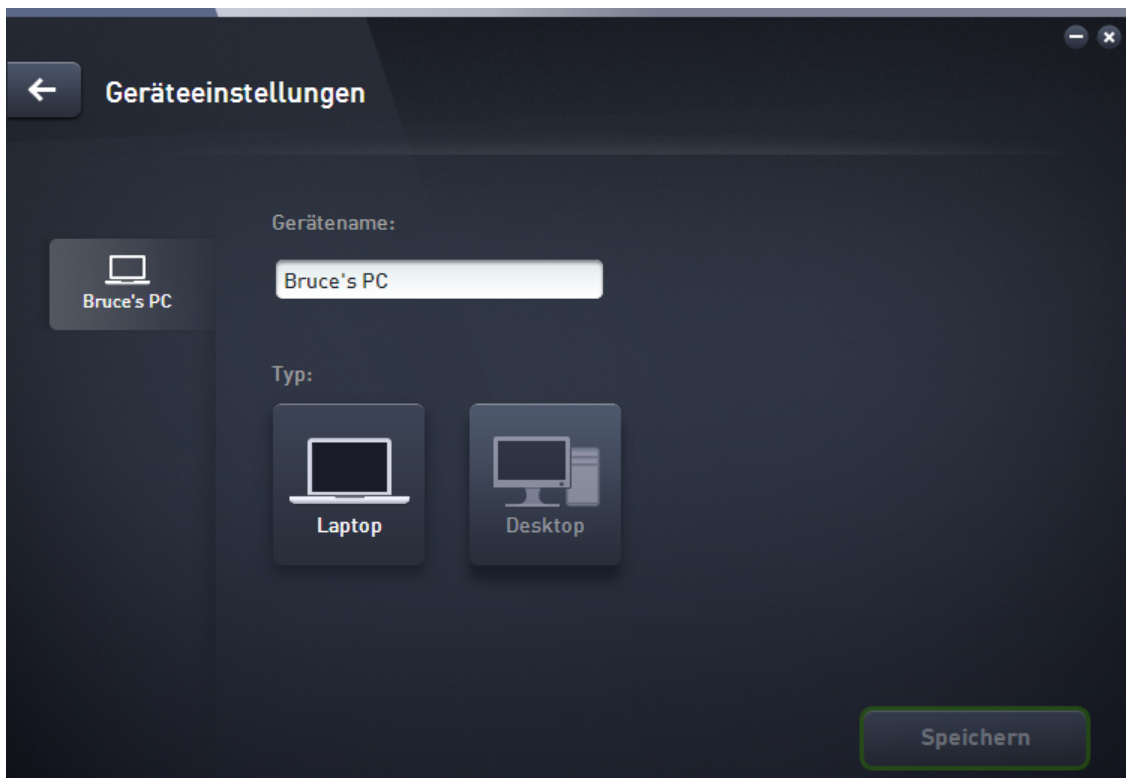 Geräteeinstellungen
Bruce's PC
Gerätename:
Bruce's PC
Typ:
Laptop
Desktop
Speichern